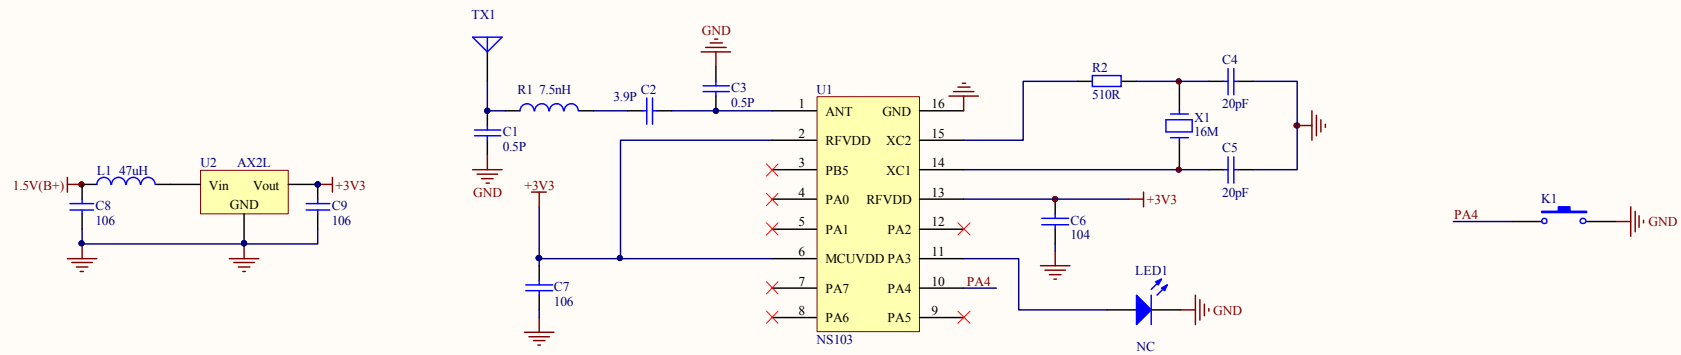 1.5V(B+)
L1 47uH
C8
106
U2 AX2L
Vin Vout
GND
+3V3
C9
106
TX1
R1 7.5nH
C1
0.5P
GND
3.9P C2
GND
C3
0.5P
+3V3
C7
106
U1
1 ANT GND 16
2 RFVDD XC2 15
3 PB5 XC1 14
4 PA0 RFVDD 13
5 PA1 PA2 12
6 MCUVDD PA3 11
7 PA7 PA4 10
8 PA6 PA5 9
NS103
PA4
R2
510R
X1
16M
C4
20pF
C5
20pF
+3V3
C6
104
LED1
GND
NC
PA4
K1
GND